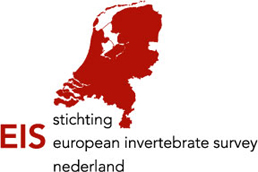 stichting
EIS european invertebrate survey
nederland